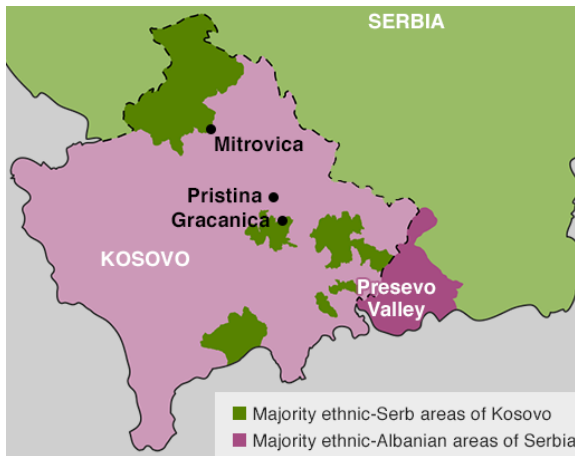 SERBIA
Mitrovica
Pristina
Gracanica
KOSOVO
Presevo
Valley
Majority ethnic-Serb areas of Kosovo
Majority ethnic-Albanian areas of Serbia